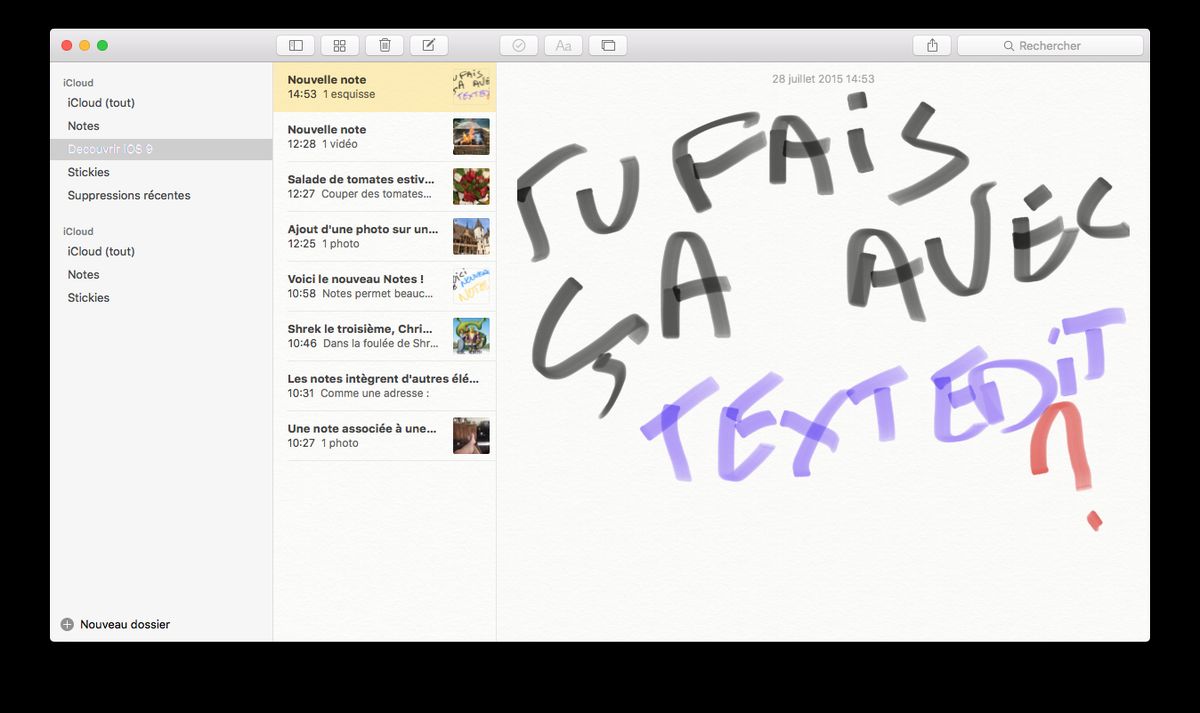 Aa
Rechercher
iCloud
iCloud (tout)
Notes
Decouvrir iOS 9
Stickies
Suppressions récentes
iCloud
iCloud (tout)
Notes
Stickies
Nouveau dossier
Nouvelle note
14:53 1 esquisse
Nouvelle note
12:28 1 vidéo
Salade de tomates estiv...
12:27 Couper des tomates...
Ajout d'une photo sur un...
12:25 1 photo
Voici le nouveau Notes !
10:58 Notes permet beauc...
Shrek le troisième, Chri...
10:46 Dans la foulée de Shr...
Les notes intègrent d'autres élé...
10:31 Comme une adresse :
Une note associée à une...
10:27 1 photo
28 juillet 2015 14:53
TU FAiS
ÇA AVEC
TEXTEDiT
?